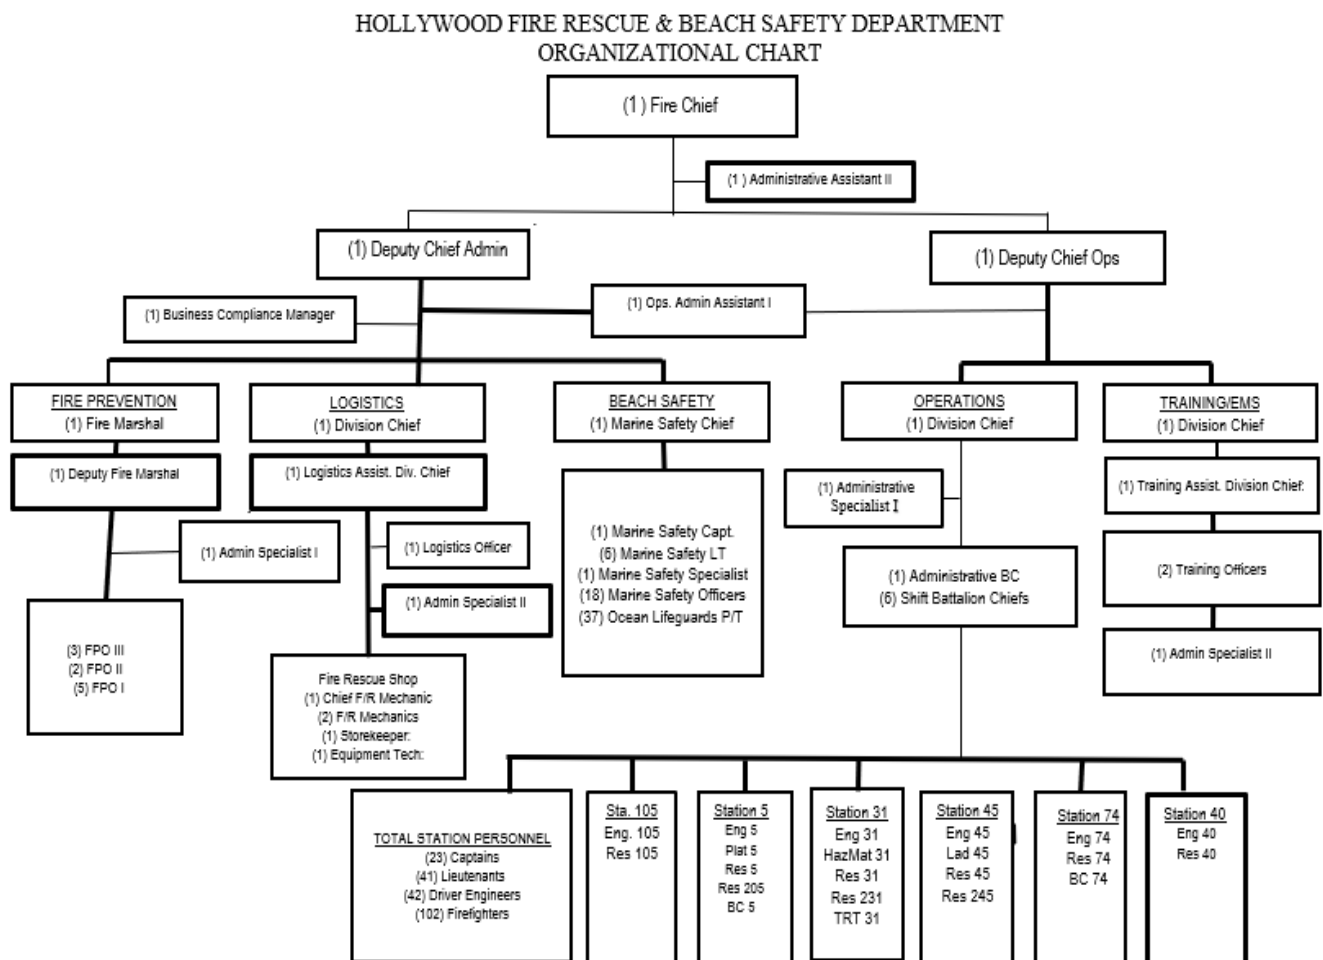 HOLLYWOOD FIRE RESCUE & BEACH SAFETY DEPARTMENT
ORGANIZATIONAL CHART
(1 ) Fire Chief
(1 ) Administrative Assistant II
(1) Deputy Chief Admin
(1) Deputy Chief Ops
(1) Business Compliance Manager
(1) Ops. Admin Assistant I
FIRE PREVENTION
(1) Fire Marshal
LOGISTICS
(1) Division Chief
BEACH SAFETY
(1) Marine Safety Chief
OPERATIONS
(1) Division Chief
TRAINING/EMS
(1) Division Chief
(1) Deputy Fire Marshal
(1) Logistics Assist. Div. Chief
(1) Administrative
Specialist I
(1) Training Assist. Division Chief:
(1) Admin Specialist I
(1) Logistics Officer
(1) Admin Specialist II
(1) Marine Safety Capt.
(6) Marine Safety LT
(1) Marine Safety Specialist
(18) Marine Safety Officers
(37) Ocean Lifeguards P/T
(1) Administrative BC
(6) Shift Battalion Chiefs
(2) Training Officers
(1) Admin Specialist II
(3) FPO III
(2) FPO II
(5) FPO I
Fire Rescue Shop
(1) Chief F/R Mechanic
(2) F/R Mechanics
(1) Storekeeper:
(1) Equipment Tech:
TOTAL STATION PERSONNEL
(23) Captains
(41) Lieutenants
(42) Driver Engineers
(102) Firefighters
Sta. 105
Eng. 105
Res 105
Station 5
Eng 5
Plat 5
Res 5
Res 205
BC 5
Station 31
Eng 31
HazMat 31
Res 31
Res 231
TRT 31
Station 45
Eng 45
Lad 45
Res 45
Res 245
Station 74
Eng 74
Res 74
BC 74
Station 40
Eng 40
Res 40